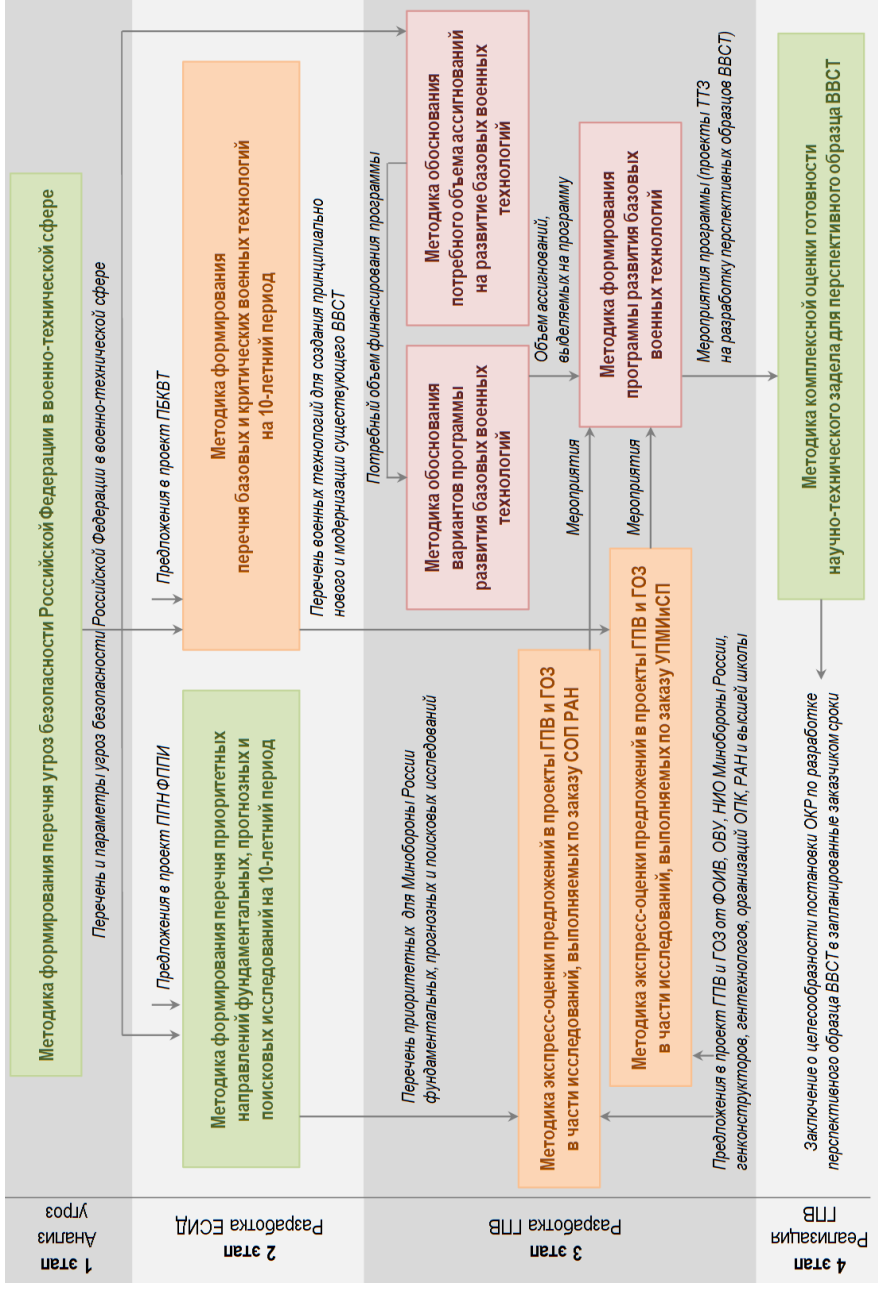 1 этап
Анализ
угроз
Методика формирования перечня угроз безопасности Российской Федерации в военно-технической сфере
Перечень и параметры угроз безопасности Российской Федерации в военно-технической сфере
2 этап
Разработка ЕСИД
Предложения в проект ППН ФППИ
Предложения в проект ПБКВТ
Методика формирования перечня приоритетных
направлений фундаментальных, прогнозных и
поисковых исследований на 10-летний период
Методика формирования
перечня базовых и критических военных технологий
на 10-летний период
Перечень военных технологий для создания принципиально
нового и модернизации существующего ВВСТ
3 этап
Разработка ГПВ
Перечень приоритетных для Минобороны России
фундаментальных, прогнозных и поисковых исследований
Потребный объем финансирования программы
Методика обоснования
вариантов программы
развития базовых военных
технологий
Методика обоснования
потребного объема ассигнований
на развитие базовых военных
технологий
Методика экспресс-оценки предложений в проекты ГПВ и ГОЗ
в части исследований, выполняемых по заказу СОП РАН
Мероприятия
Объем ассигнований,
выделяемых на программу
Методика экспресс-оценки предложений в проекты ГПВ и ГОЗ
в части исследований, выполняемых по заказу УПМИиСП
Мероприятия
Методика формирования
программы развития базовых
военных технологий
Предложения в проект ГПВ и ГОЗ от ФОИВ, ОВУ, НИО Минобороны России,
генконструкторов, гентехнологов, организаций ОПК, РАН и высшей школы
Мероприятия программы (проекты ТТЗ
на разработку перспективных образцов ВВСТ)
4 этап
Реализация
ГПВ
Заключение о целесообразности постановки ОКР по разработке
перспективного образца ВВСТ в запланированные заказчиком сроки
Методика комплексной оценки готовности
научно-технического задела для перспективного образца ВВСТ